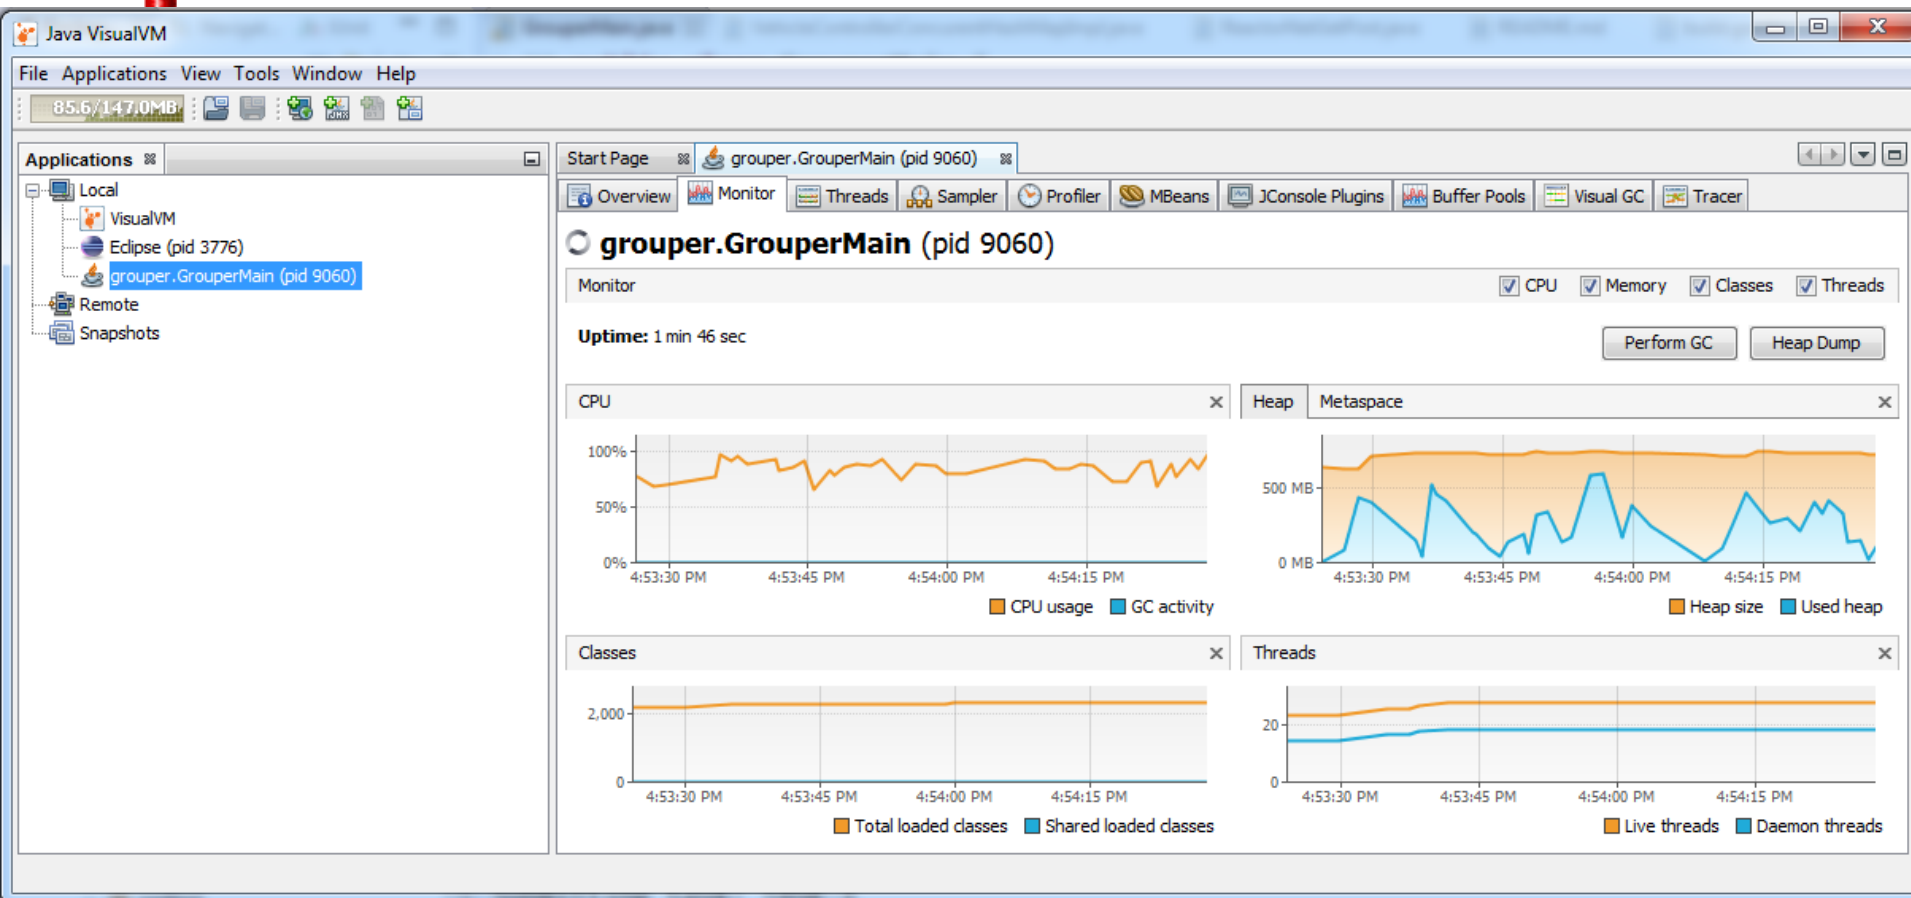 Java VisualVM
File Applications View Tools Window Help
85.6/147.0MB
Applications
Local
VisualVM
Eclipse (pid 3776)
grouper.GrouperMain (pid 9060)
Remote
Snapshots
Start Page grouper.GrouperMain (pid 9060)
Overview Monitor Threads Sampler Profiler MBeans JConsole Plugins Buffer Pools Visual GC Tracer
grouper.GrouperMain (pid 9060)
Monitor CPU Memory Classes Threads
Uptime: 1 min 46 sec
Perform GC Heap Dump
CPU
100%
50%
0%
4:53:30 PM 4:53:45 PM 4:54:00 PM 4:54:15 PM
CPU usage GC activity
Heap Metaspace
500 MB
0 MB
4:53:30 PM 4:53:45 PM 4:54:00 PM 4:54:15 PM
Heap size Used heap
Classes
2,000
0
4:53:30 PM 4:53:45 PM 4:54:00 PM 4:54:15 PM
Total loaded classes Shared loaded classes
Threads
20
0
4:53:30 PM 4:53:45 PM 4:54:00 PM 4:54:15 PM
Live threads Daemon threads